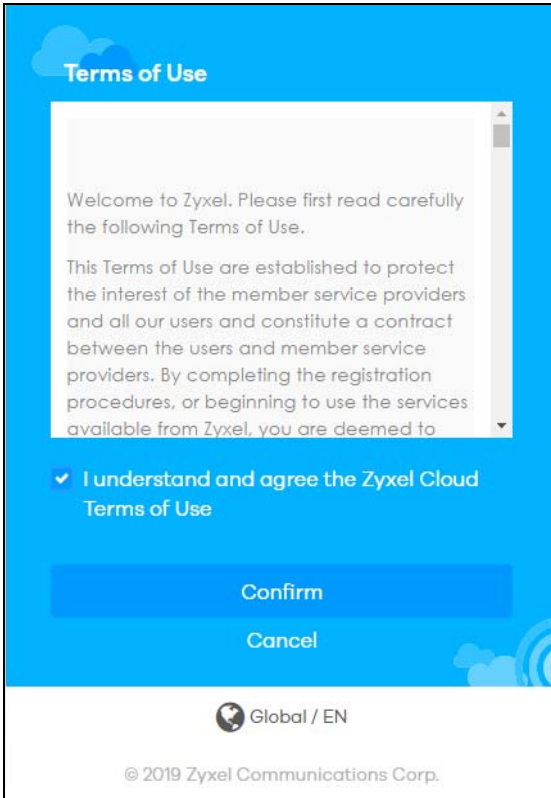 Terms of Use
Welcome to Zyxel. Please first read carefully
the following Terms of Use.
This Terms of Use are established to protect
the interest of the member service providers
and all our users and constitute a contract
between the users and member service
providers. By completing the registration
procedures, or beginning to use the services
available from Zyxel, you are deemed to
I understand and agree the Zyxel Cloud
Terms of Use
Confirm
Cancel
Global / EN
© 2019 Zyxel Communications Corp.